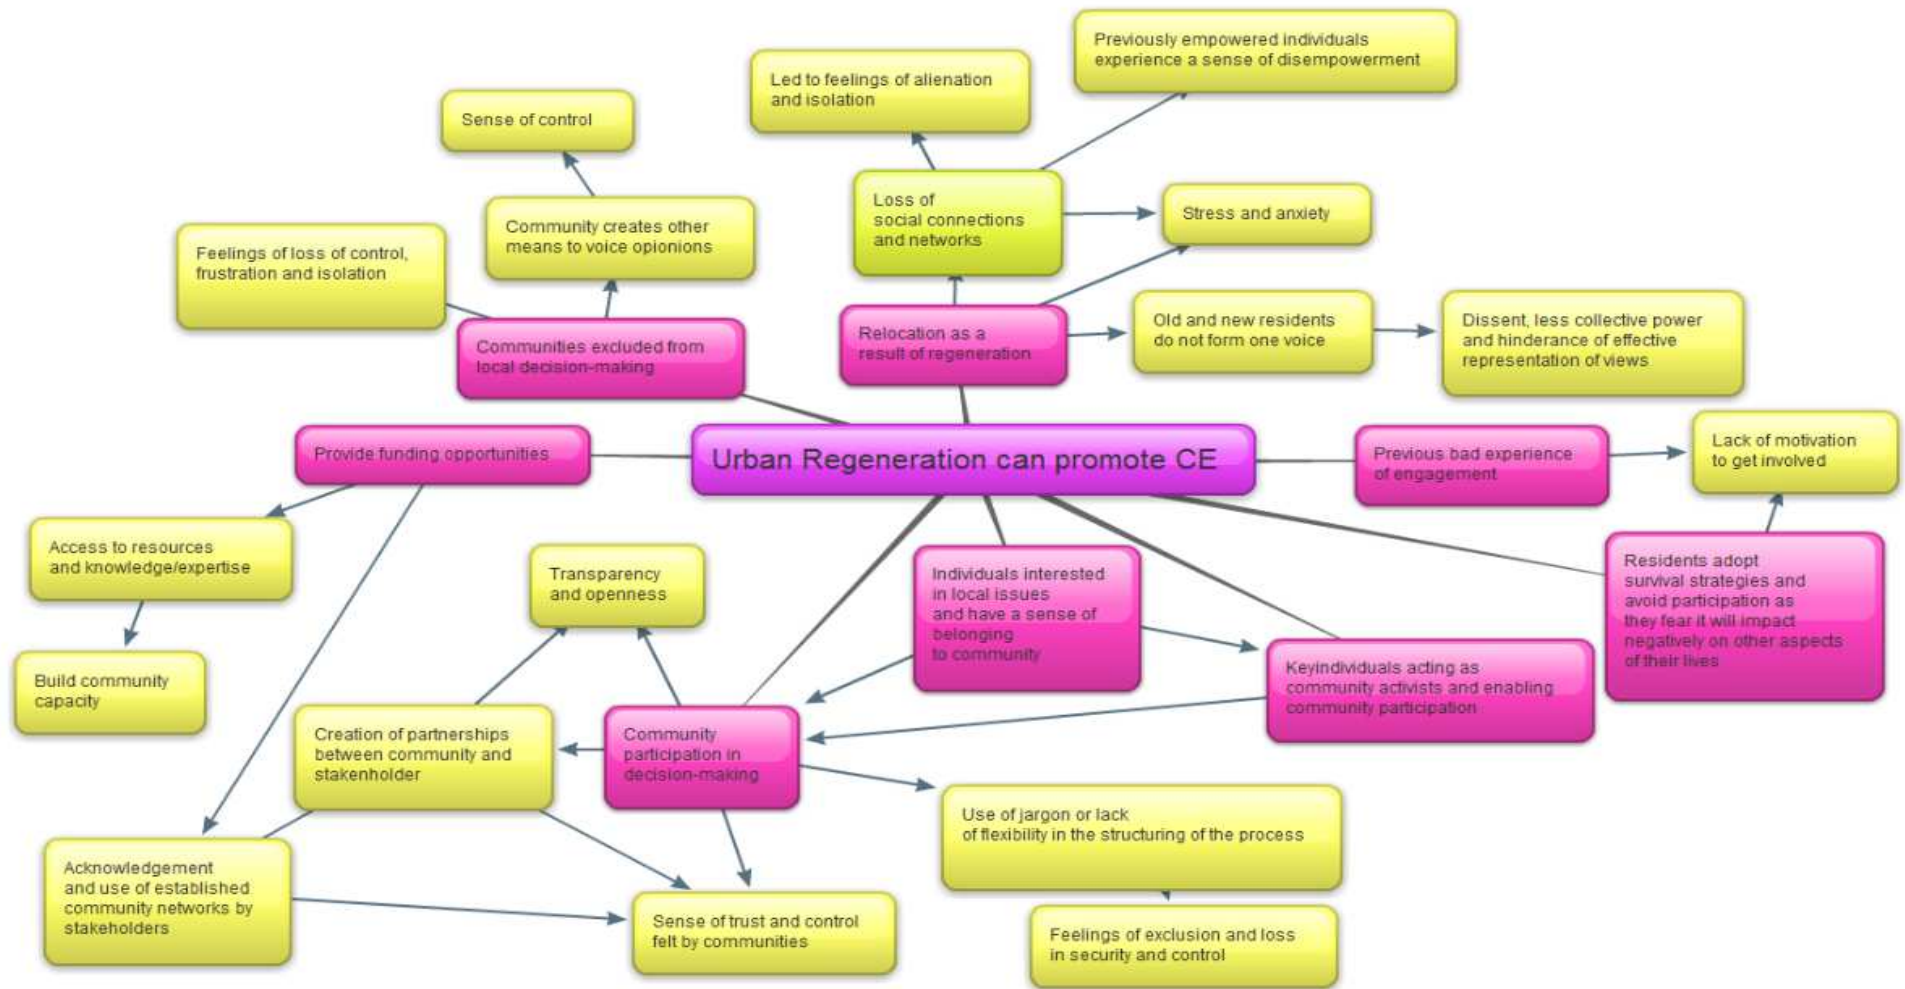 Previously empowered individuals
experience a sense of disempowerment
Led to feelings of alienation
and isolation
Sense of control
Loss of
social connections
and networks
Stress and anxiety
Community creates other
means to voice opionions
Feelings of loss of control,
frustration and isolation
Communities excluded from
local decision-making
Relocation as a
result of regeneration
Old and new residents
do not form one voice
Dissent, less collective power
and hinderance of effective
representation of views
Provide funding opportunities
Urban Regeneration can promote CE
Previous bad experience
of engagement
Lack of motivation
to get involved
Access to resources
and knowledge/expertise
Transparency
and openness
Individuals interested
in local issues
and have a sense of
belonging
to community
Residents adopt
survival strategies and
avoid participation as
they fear it will impact
negatively on other aspects
of their lives
Build community
capacity
Keyindividuals acting as
community activists and enabling
community participation
Creation of partnerships
between community and
stakenholder
Community
participation in
decision-making
Use of jargon or lack
of flexibility in the structuring of the process
Acknowledgement
and use of established
community networks by
stakeholders
Sense of trust and control
felt by communities
Feelings of exclusion and loss
in security and control